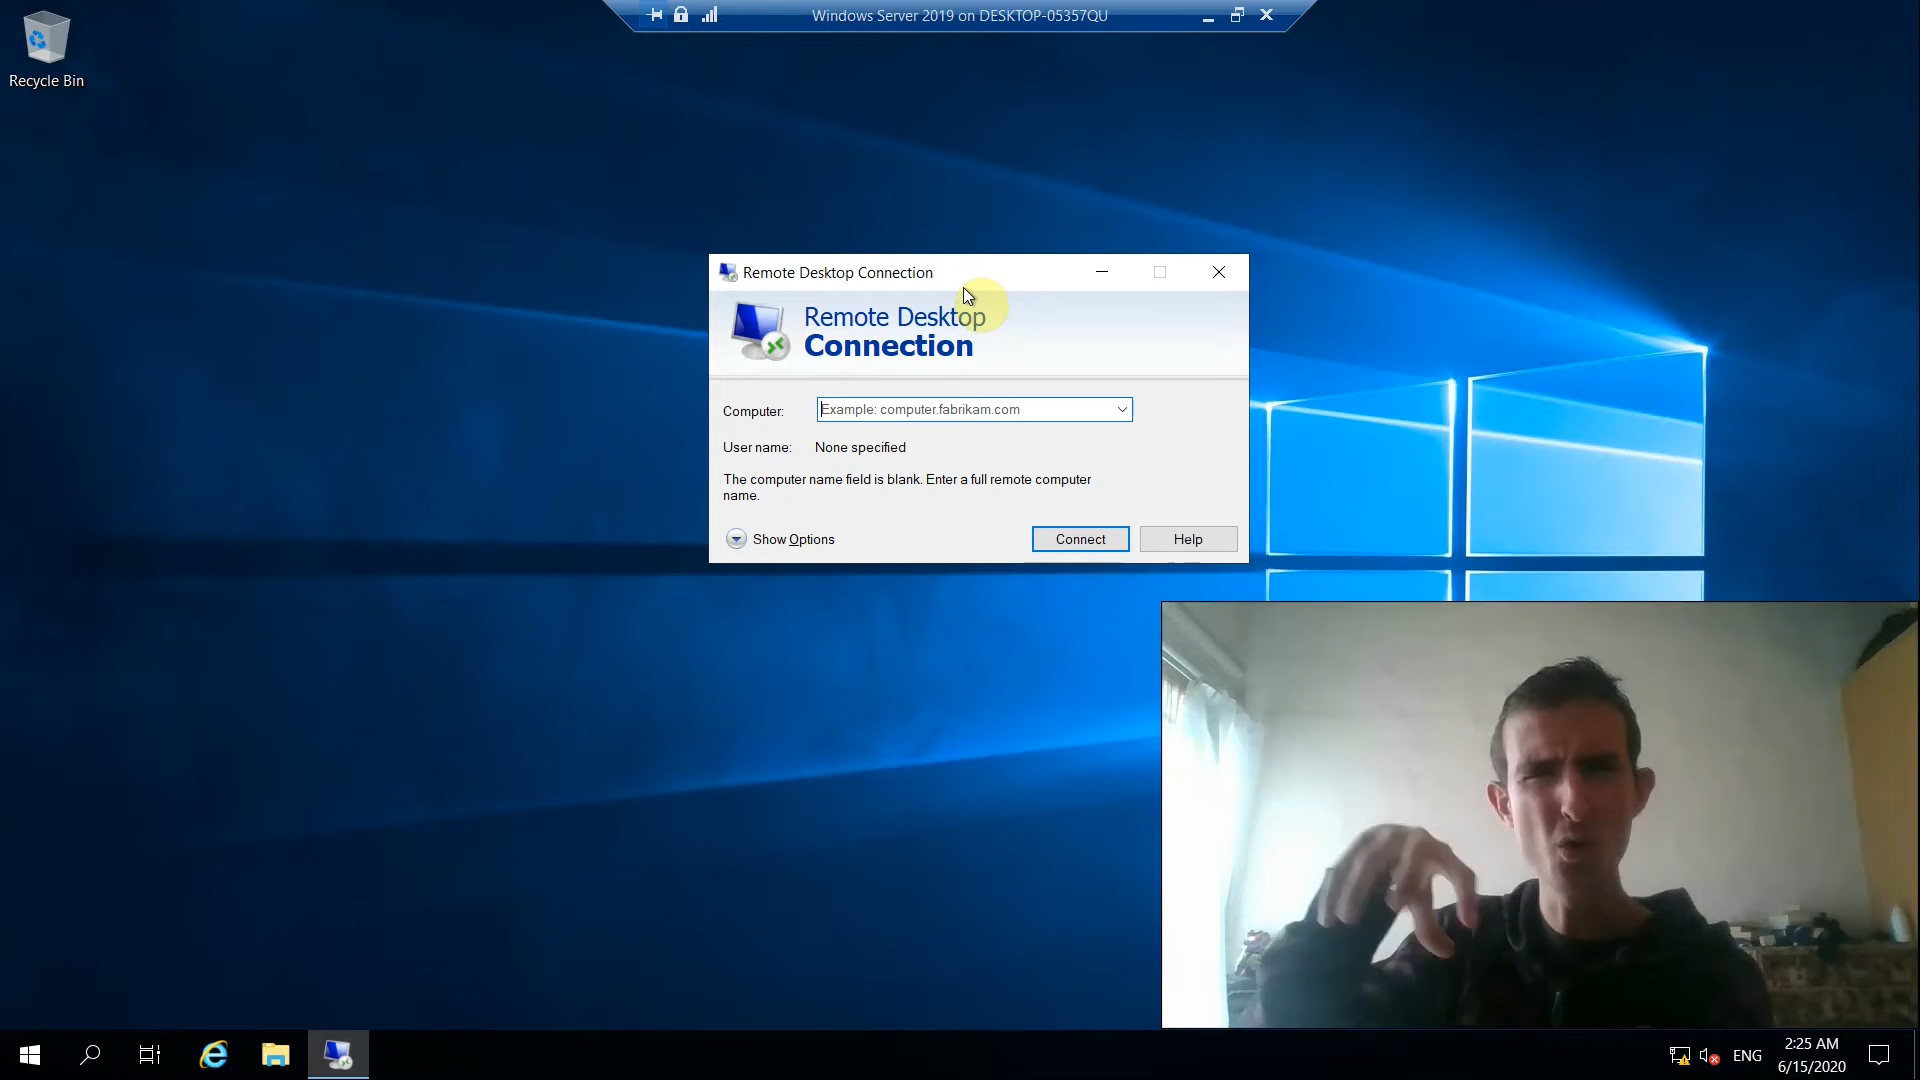 Windows Server 2019 on DESKTOP-05357QU
Recycle Bin
Remote Desktop Connection
Remote Desktop
Connection
Computer:
Example: computer.fabrikam.com
User name:
None specified
The computer name field is blank. Enter a full remote computer
name.
Show Options
Connect
Help
ENG
2:25 AM
6/15/2020